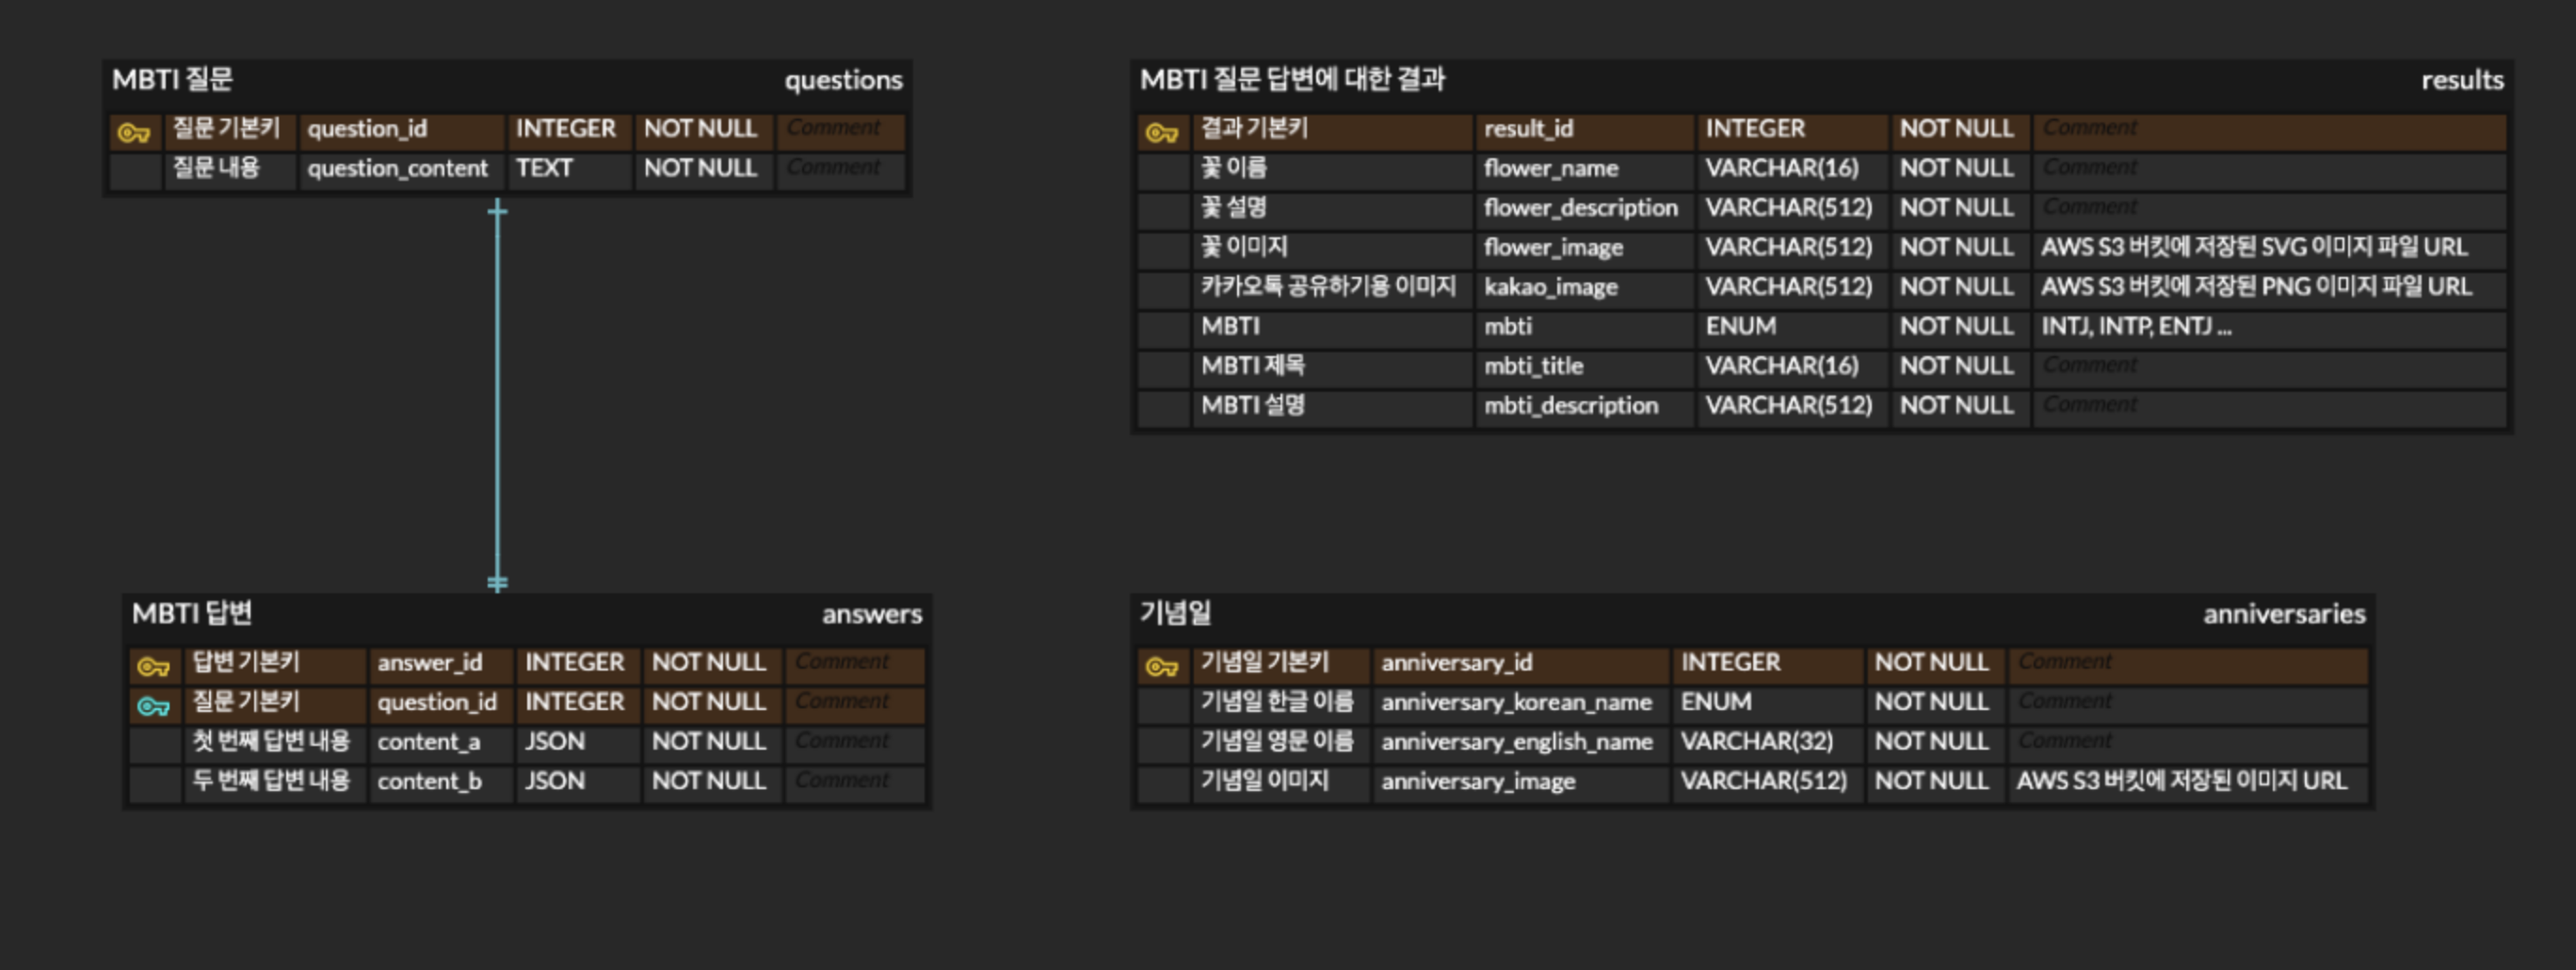 MBTI 질문 questions
질문 기본키 question_id INTEGER NOT NULL Comment
질문 내용 question_content TEXT NOT NULL Comment
MBTI 질문 답변에 대한 결과 results
결과 기본키 result_id INTEGER NOT NULL Comment
꽃 이름 flower_name VARCHAR(16) NOT NULL Comment
꽃 설명 flower_description VARCHAR(512) NOT NULL Comment
꽃 이미지 flower_image VARCHAR(512) NOT NULL AWS S3 버킷에 저장된 SVG 이미지 파일 URL
카카오톡 공유하기용 이미지 kakao_image VARCHAR(512) NOT NULL AWS S3 버킷에 저장된 PNG 이미지 파일 URL
MBTI mbti ENUM NOT NULL INTJ, INTP, ENTJ ...
MBTI 제목 mbti_title VARCHAR(16) NOT NULL Comment
MBTI 설명 mbti_description VARCHAR(512) NOT NULL Comment
MBTI 답변 answers
답변 기본키 answer_id INTEGER NOT NULL Comment
질문 기본키 question_id INTEGER NOT NULL Comment
첫 번째 답변 내용 content_a JSON NOT NULL Comment
두 번째 답변 내용 content_b JSON NOT NULL Comment
기념일 anniversaries
기념일 기본키 anniversary_id INTEGER NOT NULL Comment
기념일 한글 이름 anniversary_korean_name ENUM NOT NULL Comment
기념일 영문 이름 anniversary_english_name VARCHAR(32) NOT NULL Comment
기념일 이미지 anniversary_image VARCHAR(512) NOT NULL AWS S3 버킷에 저장된 이미지 URL